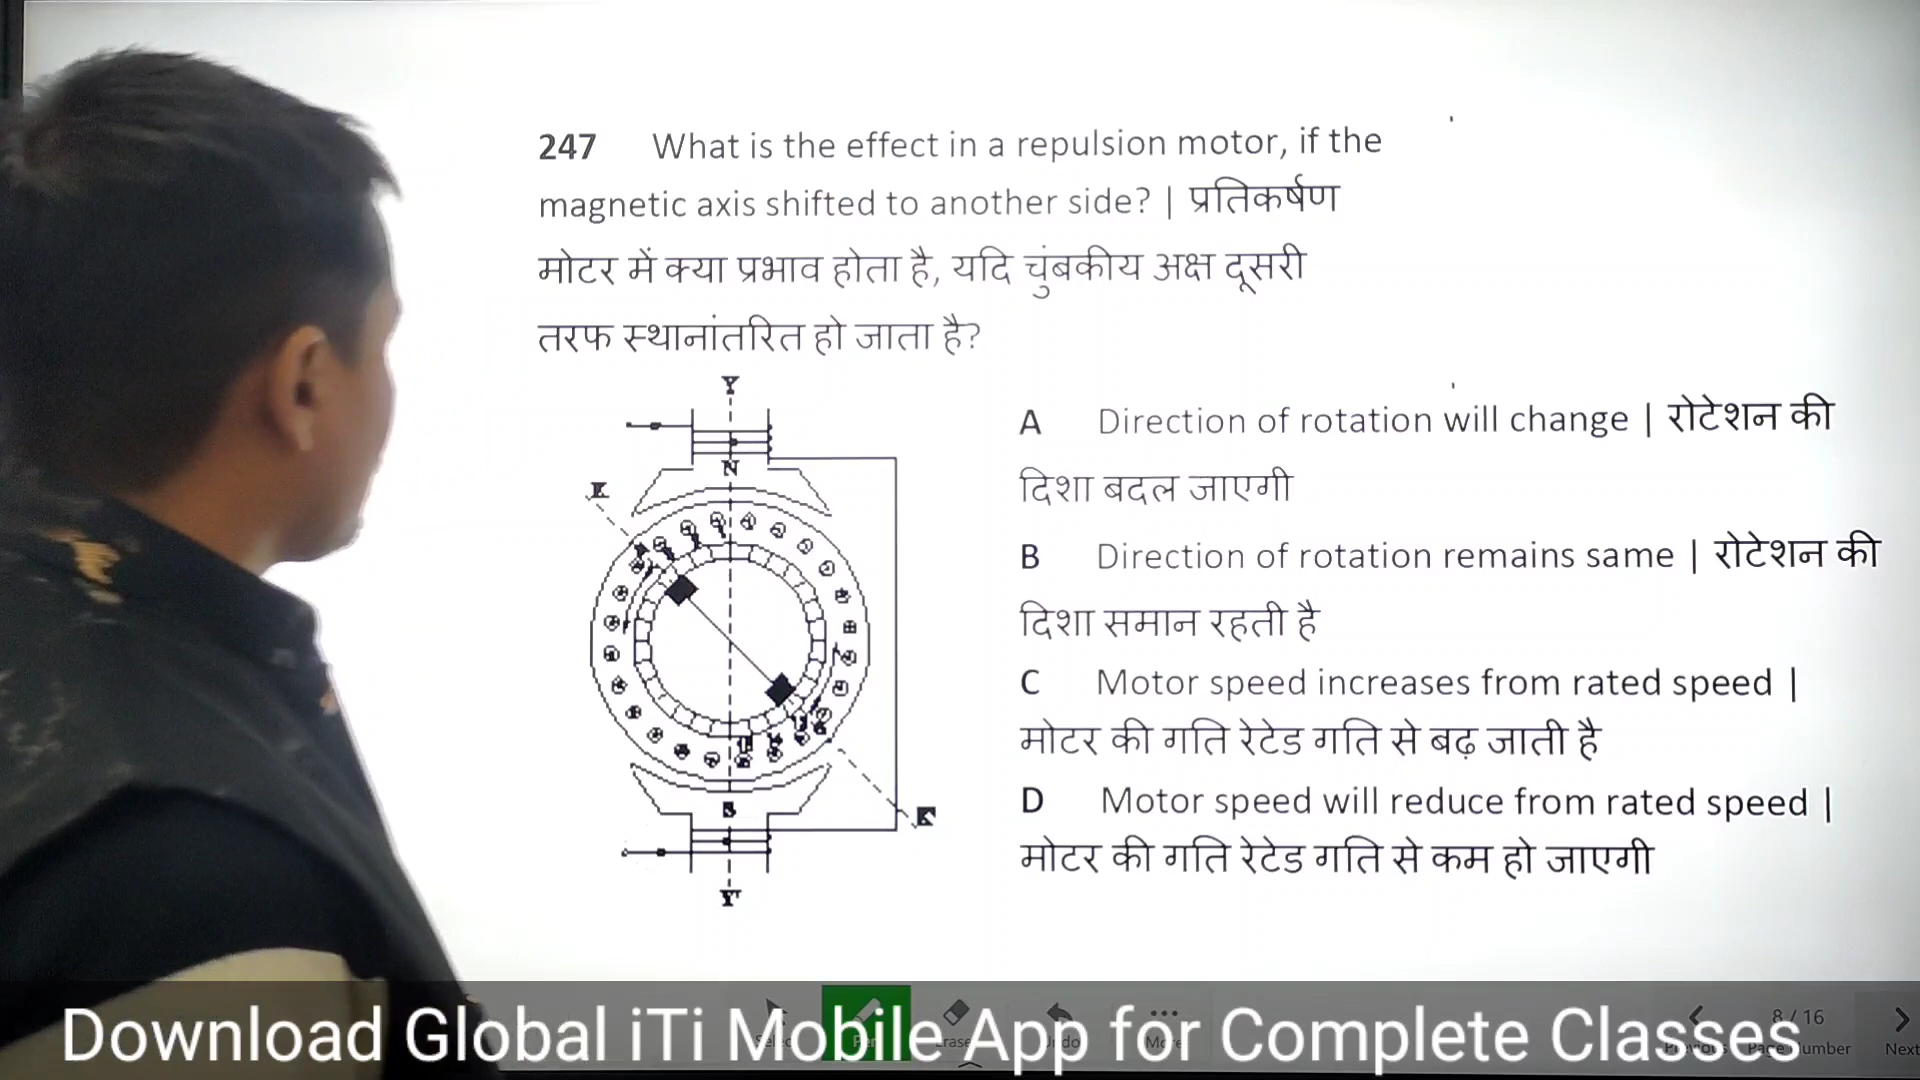 247 What is the effect in a repulsion motor, if the
magnetic axis shifted to another side? | प्रतिकर्षण
मोटर में क्या प्रभाव होता है, यदि चुंबकीय अक्ष दूसरी
तरफ स्थानांतरित हो जाता है?
Y
N
K
K'
S
Y'
A Direction of rotation will change | रोटेशन की
दिशा बदल जाएगी
B Direction of rotation remains same | रोटेशन की
दिशा समान रहती है
C Motor speed increases from rated speed |
मोटर की गति रेटेड गति से बढ़ जाती है
D Motor speed will reduce from rated speed |
मोटर की गति रेटेड गति से कम हो जाएगी
8 / 16
Next
Download Global iTi Mobile App for Complete Classes